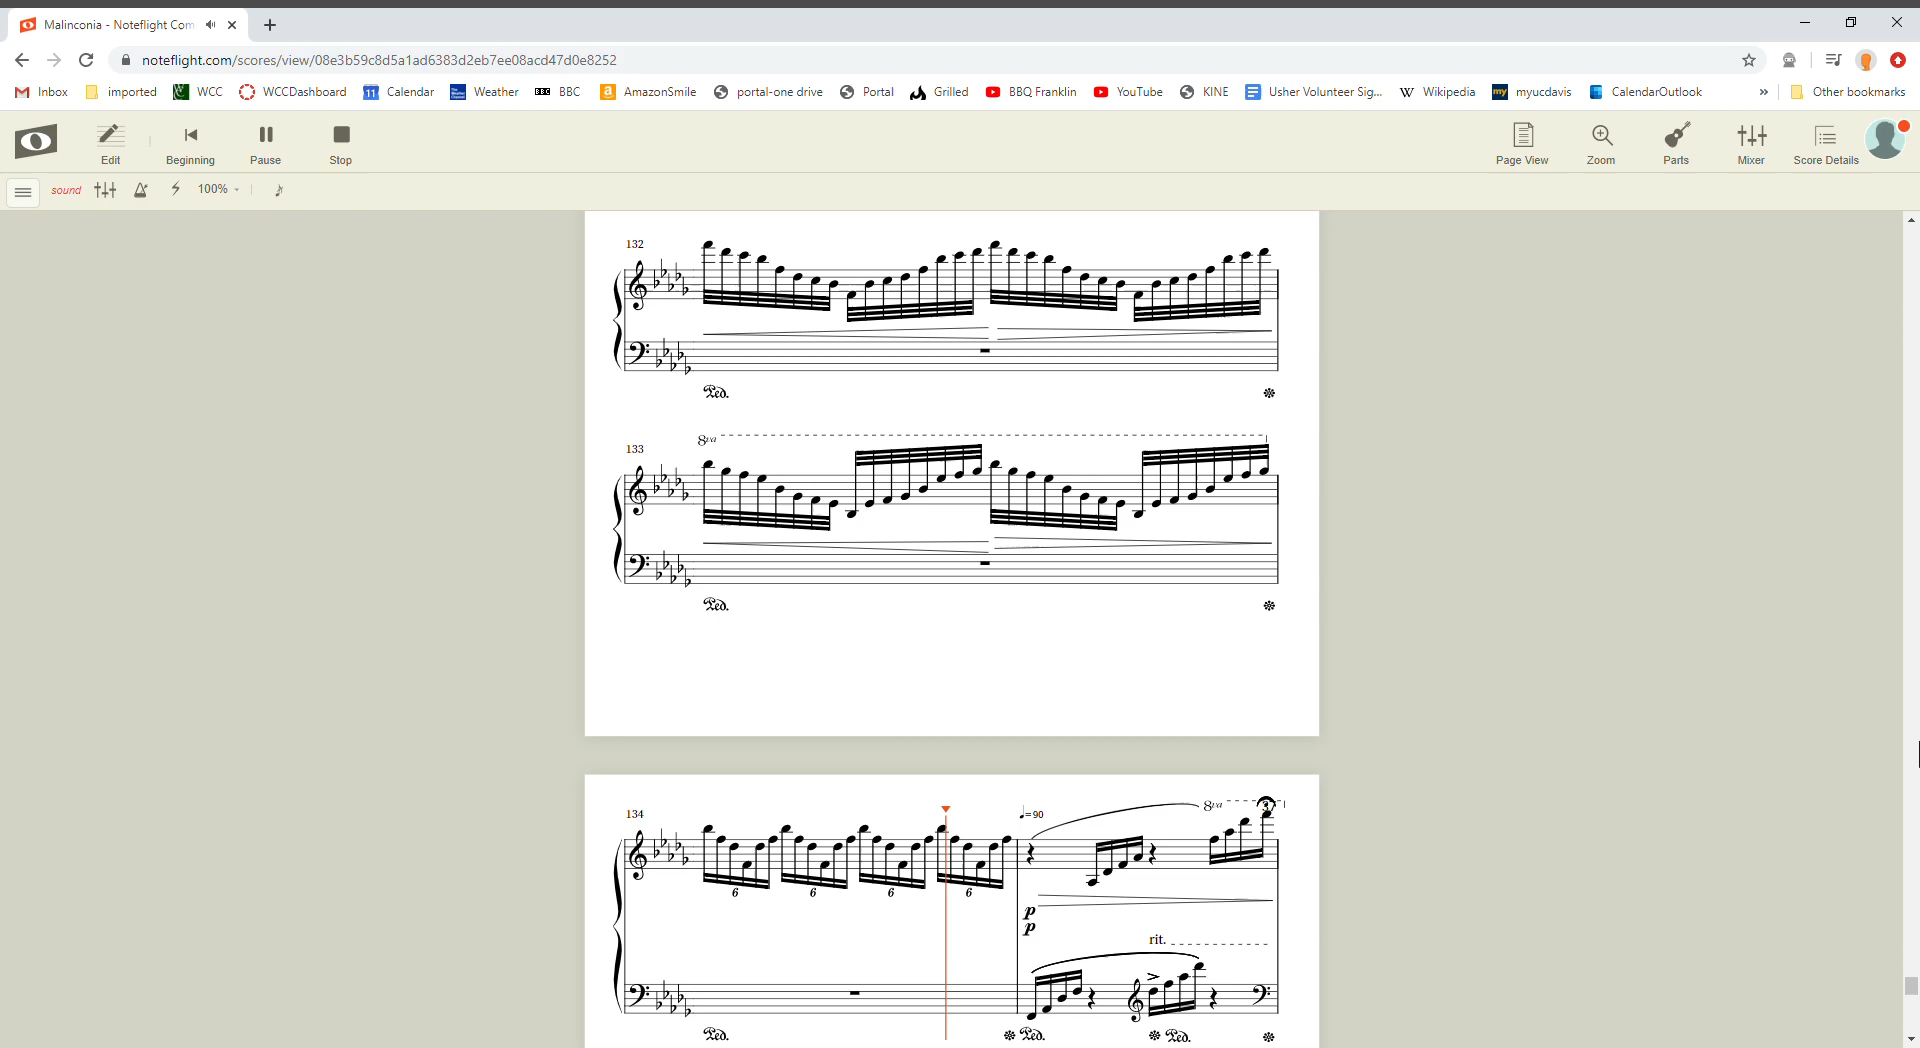 Malinconia - Noteflight Com
noteflight.com/scores/view/08e3b59c8d5a1ad6383d2eb7ee08acd47d0e8252
Inbox imported WCC WCCDashboard 11 Calendar Weather BBC AmazonSmile portal-one drive Portal Grilled BBQ Franklin YouTube KINE Usher Volunteer Sig... W Wikipedia my myucdavis CalendarOutlook » Other bookmarks
Edit Beginning Pause Stop Page View Zoom Parts Mixer Score Details
sound 100%
132
Ped.
133 8va
Ped.
134 ♩=90 8va
6 6 6 6
p
p
rit.
Ped. Ped. Ped.